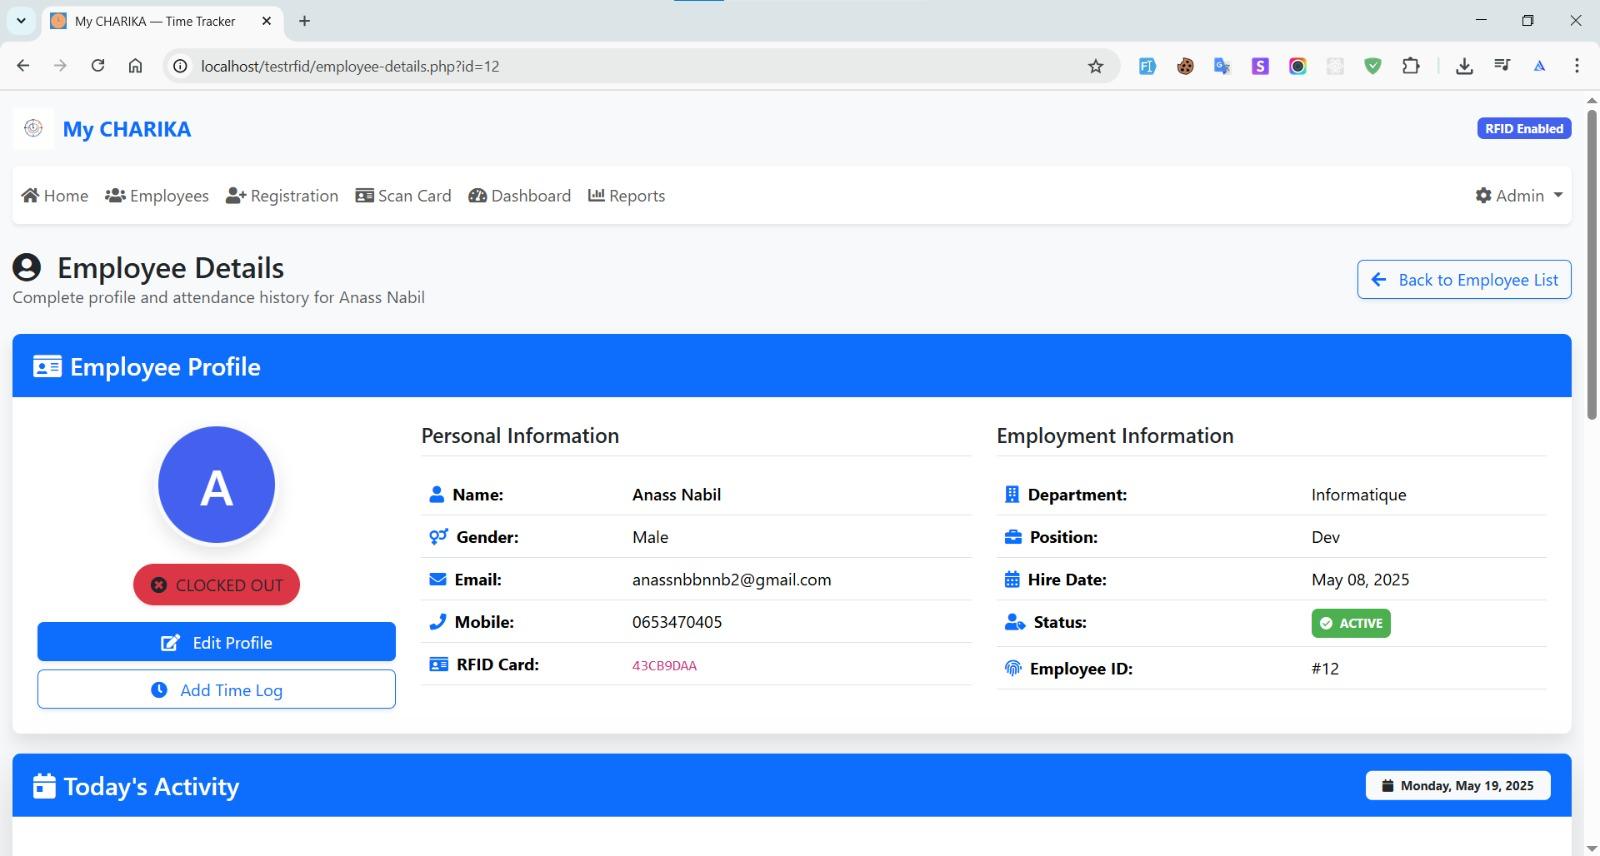 My CHARIKA — Time Tracker
localhost/testrfid/employee-details.php?id=12
My CHARIKA
RFID Enabled
Home Employees Registration Scan Card Dashboard Reports Admin
Employee Details
Complete profile and attendance history for Anass Nabil
Back to Employee List
Employee Profile
A
CLOCKED OUT
Edit Profile
Add Time Log
Personal Information
Name: Anass Nabil
Gender: Male
Email: anassnbbnnb2@gmail.com
Mobile: 0653470405
RFID Card: 43CB9DAA
Employment Information
Department: Informatique
Position: Dev
Hire Date: May 08, 2025
Status: ACTIVE
Employee ID: #12
Today's Activity
Monday, May 19, 2025